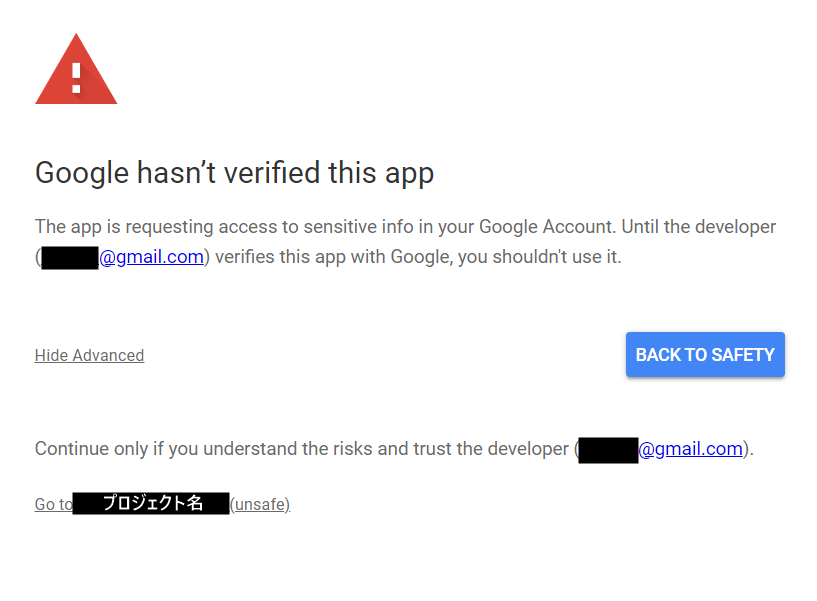 Google hasn’t verified this app
The app is requesting access to sensitive info in your Google Account. Until the developer
(@gmail.com) verifies this app with Google, you shouldn't use it.
Hide Advanced
BACK TO SAFETY
Continue only if you understand the risks and trust the developer (@gmail.com).
Go to プロジェクト名 (unsafe)